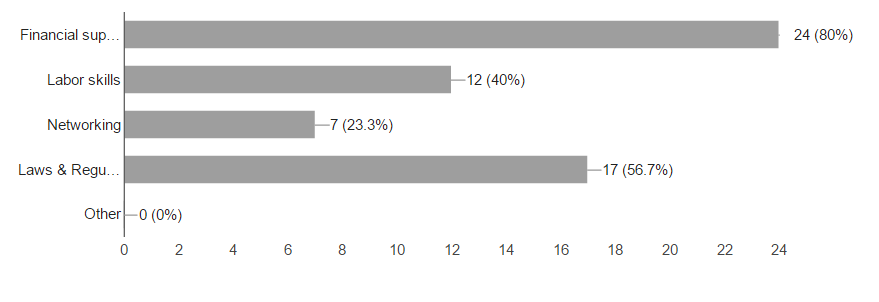 Financial sup…
24 (80%)
Labor skills
12 (40%)
Networking
7 (23.3%)
Laws & Regu…
17 (56.7%)
Other
0 (0%)
0 2 4 6 8 10 12 14 16 18 20 22 24